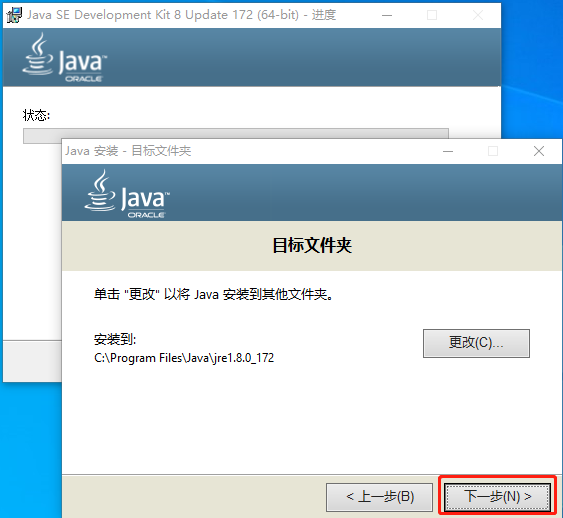 Java SE Development Kit 8 Update 172 (64-bit) - 进度
Java™
ORACLE
状态:
Java 安装 - 目标文件夹
Java™
ORACLE
目标文件夹
单击 "更改" 以将 Java 安装到其他文件夹。
安装到:
更改(C)...
C:\Program Files\Java\jre1.8.0_172
< 上一步(B)
下一步(N) >